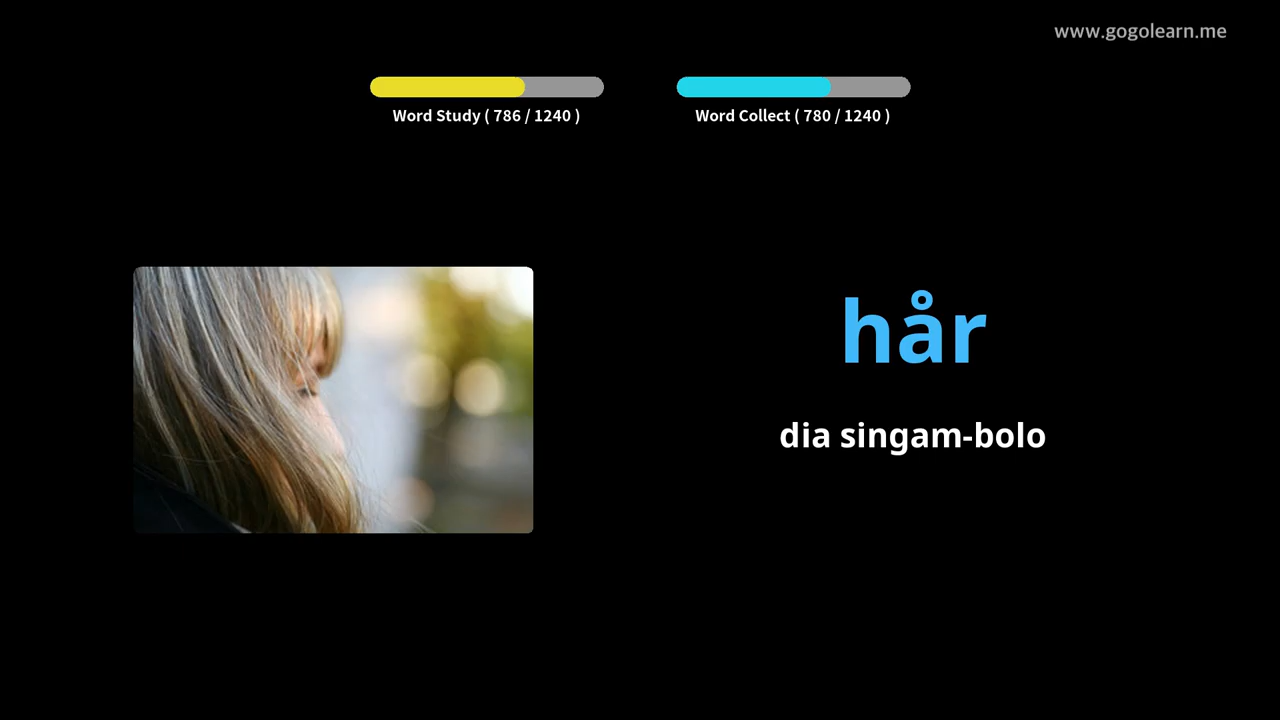 www.gogolearn.me
Word Study ( 786 / 1240 )
Word Collect ( 780 / 1240 )
hår
dia singam-bolo